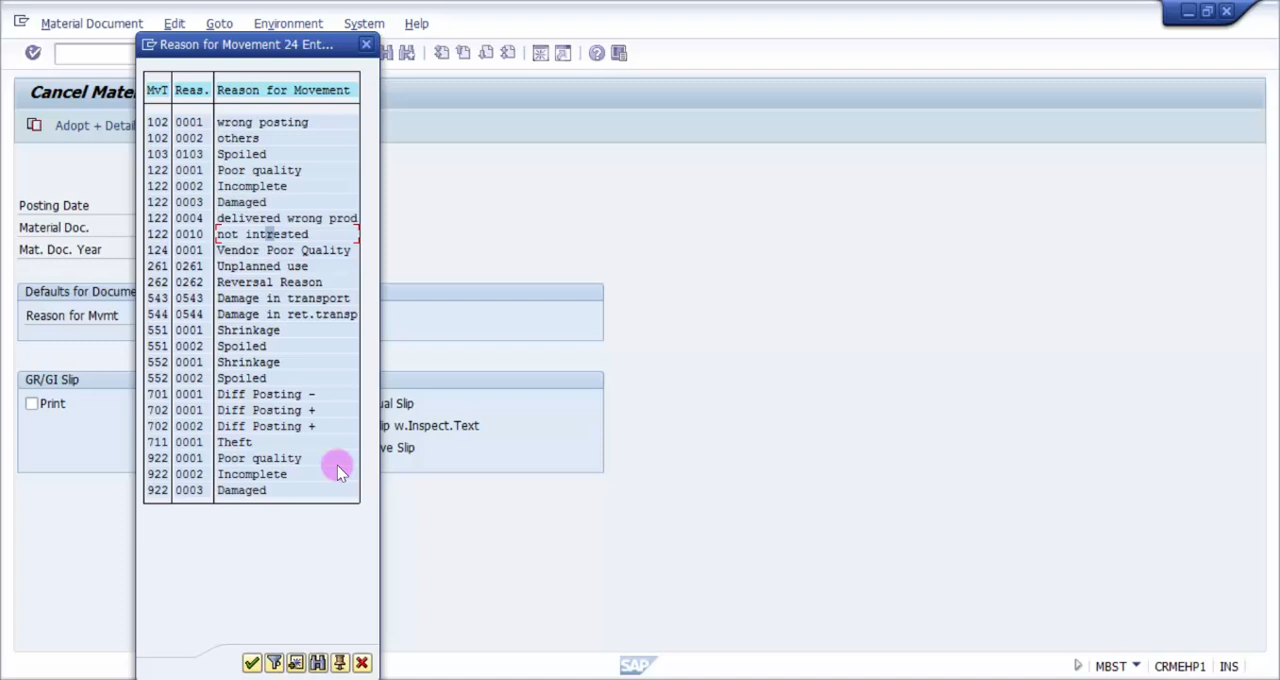 Material Document Edit Goto Environment System Help
Reason for Movement 24 Ent...
Cancel Mate
Adopt + Detai
MvT Reas. Reason for Movement
102 0001 wrong posting
102 0002 others
103 0103 Spoiled
122 0001 Poor quality
122 0002 Incomplete
122 0003 Damaged
122 0004 delivered wrong prod
122 0010 not intrested
124 0001 Vendor Poor Quality
261 0261 Unplanned use
262 0262 Reversal Reason
543 0543 Damage in transport
544 0544 Damage in ret.transp
551 0001 Shrinkage
551 0002 Spoiled
552 0001 Shrinkage
552 0002 Spoiled
701 0001 Diff Posting -
702 0001 Diff Posting +
702 0002 Diff Posting +
711 0001 Theft
922 0001 Poor quality
922 0002 Incomplete
922 0003 Damaged
Posting Date
Material Doc.
Mat. Doc. Year
Defaults for Docume
Reason for Mvmt
GR/GI Slip
Print
ual Slip
ip w.Inspect.Text
ve Slip
SAP
MBST CRMEHP1 INS